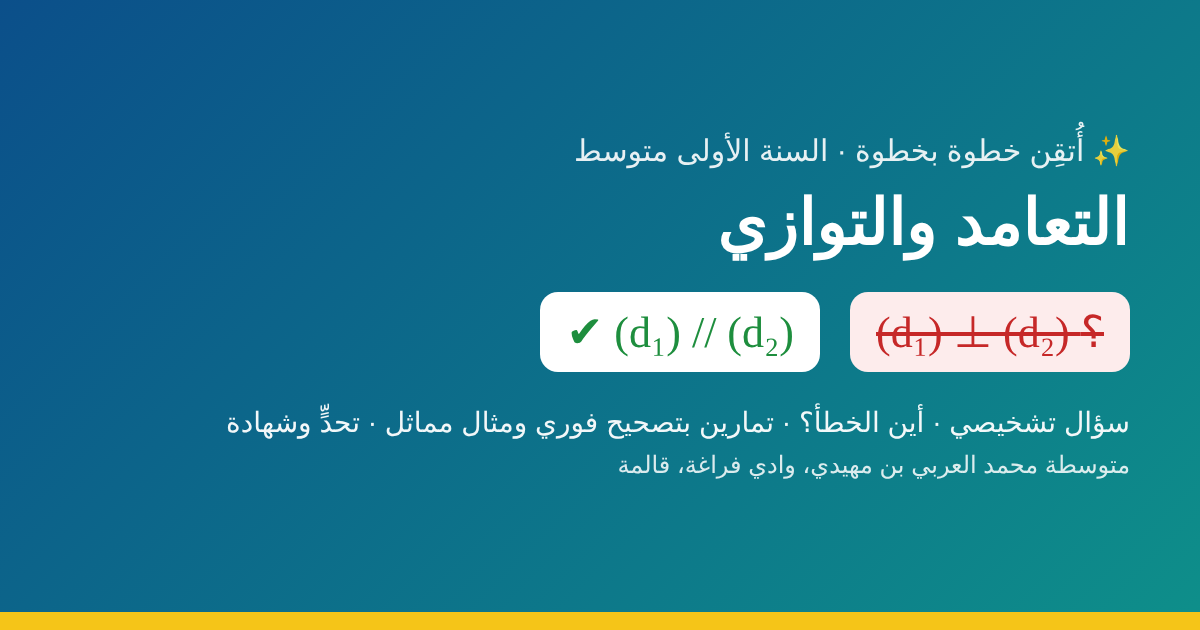 ✨ أُتقِن خطوة بخطوة · السنة الأولى متوسط
التعامد والتوازي
(d₁) ⊥ (d₂) ؟
✔ (d₁) // (d₂)
سؤال تشخيصي · أين الخطأ؟ · تمارين بتصحيح فوري ومثال مماثل · تحدٍّ وشهادة
متوسطة محمد العربي بن مهيدي، وادي فراغة، قالمة